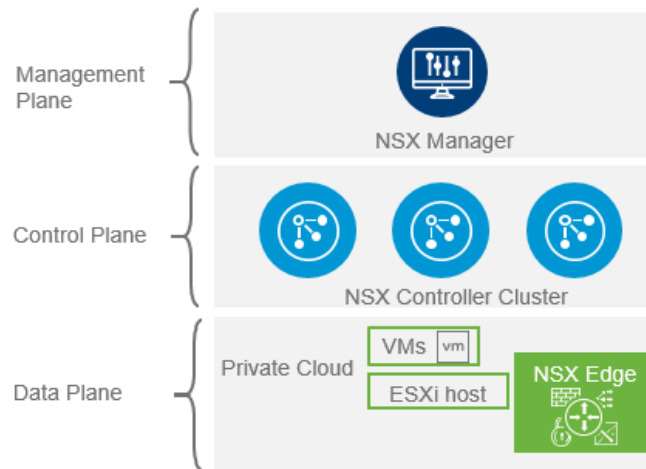 Management
Plane
NSX Manager
Control Plane
NSX Controller Cluster
Data Plane
Private Cloud
VMs
vm
ESXi host
NSX Edge